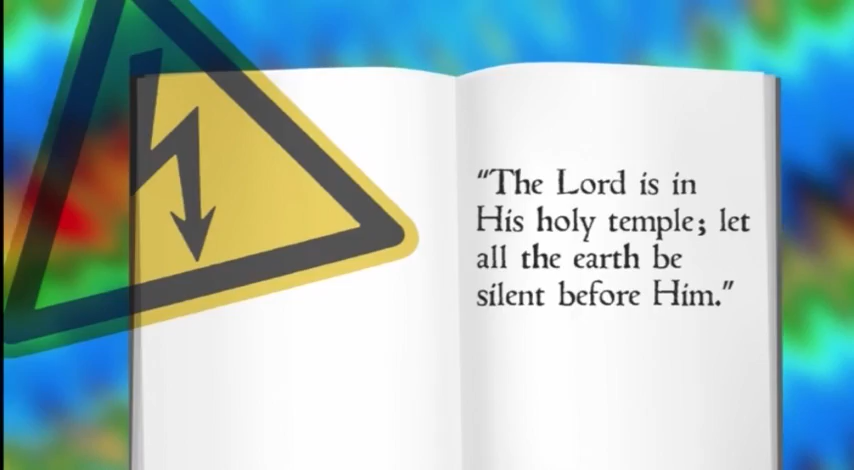 “The Lord is in
His holy temple; let
all the earth be
silent before Him.”